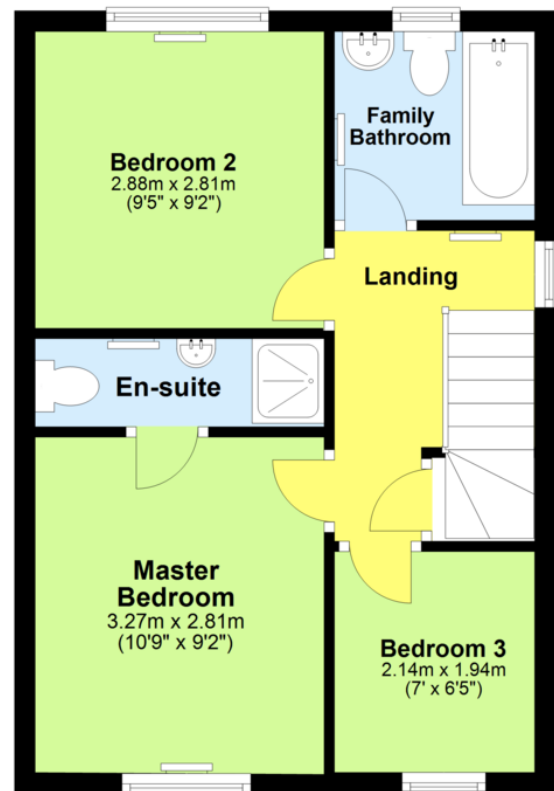 Bedroom 2
2.88m x 2.81m
(9'5" x 9'2")
Family
Bathroom
Landing
En-suite
Master
Bedroom
3.27m x 2.81m
(10'9" x 9'2")
Bedroom 3
2.14m x 1.94m
(7' x 6'5")